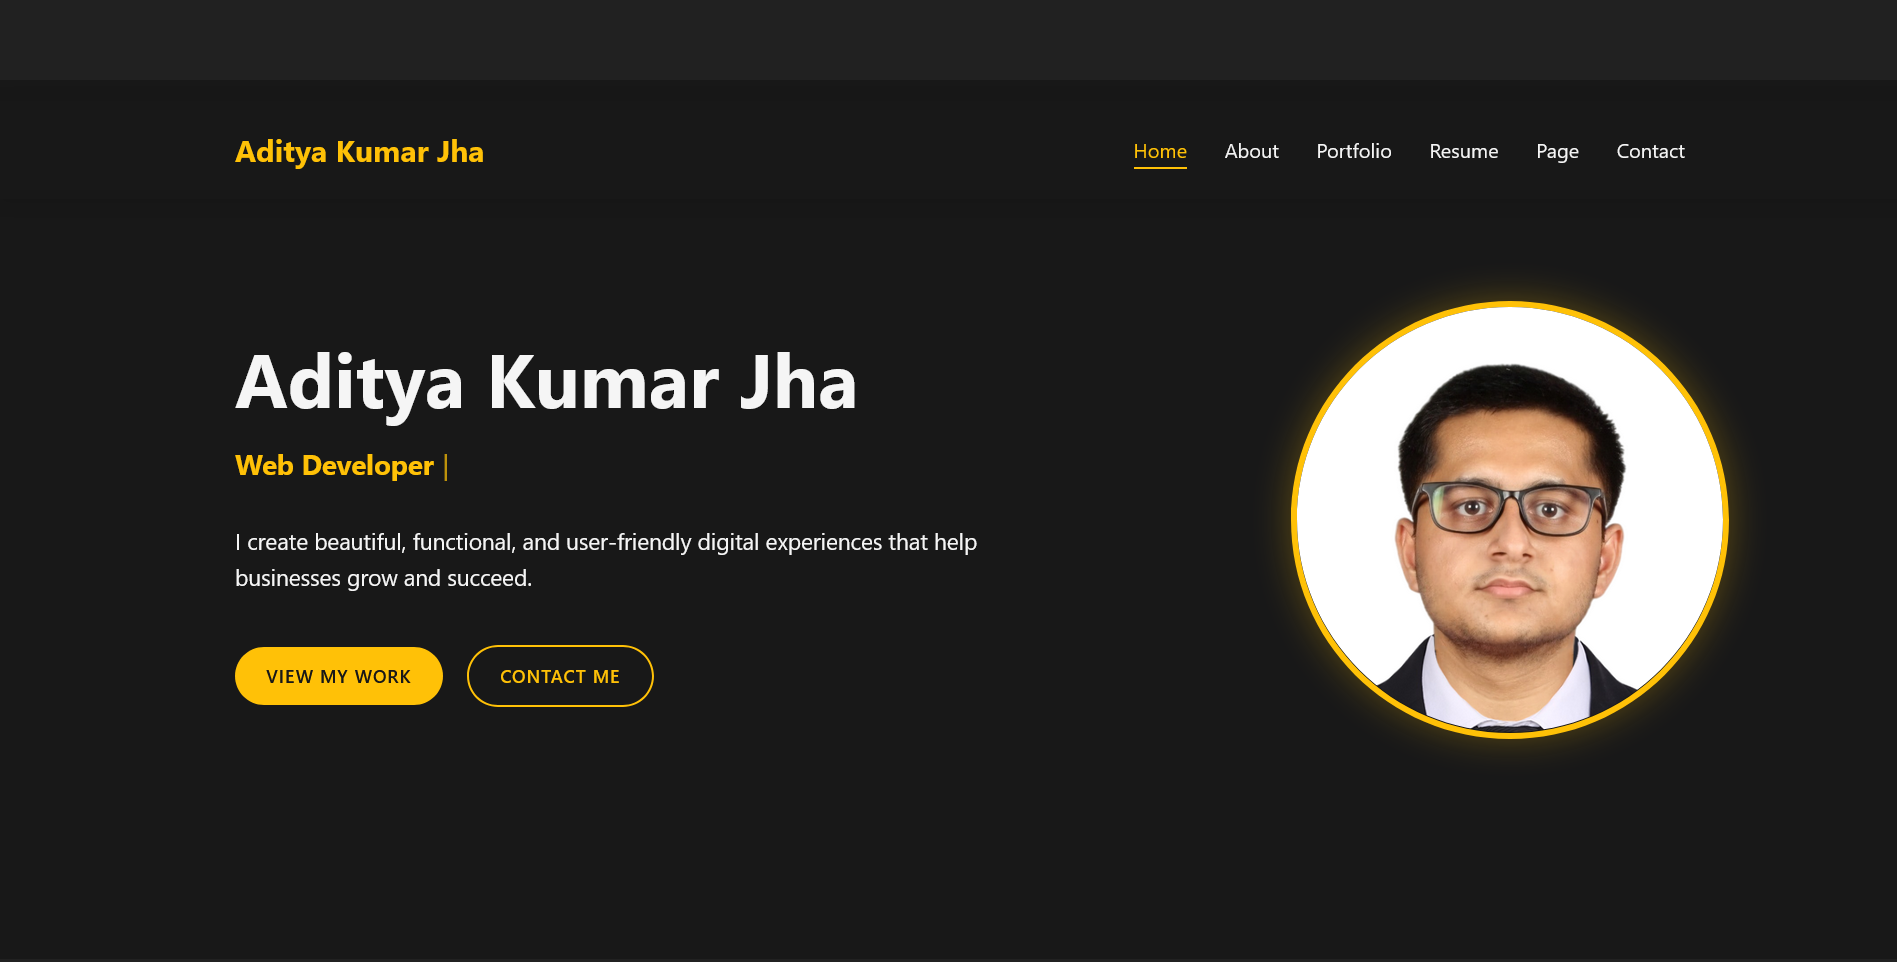 Aditya Kumar Jha
Home About Portfolio Resume Page Contact
Aditya Kumar Jha
Web Developer |
I create beautiful, functional, and user-friendly digital experiences that help
businesses grow and succeed.
VIEW MY WORK
CONTACT ME